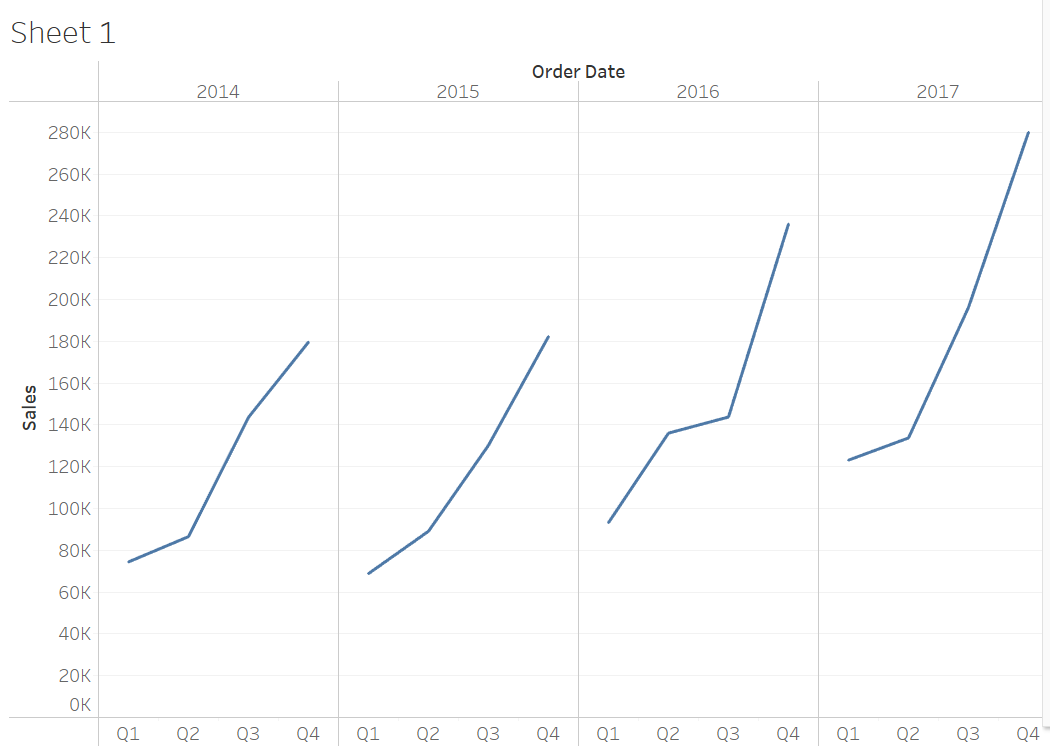 Sheet 1
Order Date
2014 2015 2016 2017
280K
260K
240K
220K
200K
180K
160K
140K
120K
100K
80K
60K
40K
20K
0K
Sales
Q1 Q2 Q3 Q4 Q1 Q2 Q3 Q4 Q1 Q2 Q3 Q4 Q1 Q2 Q3 Q4